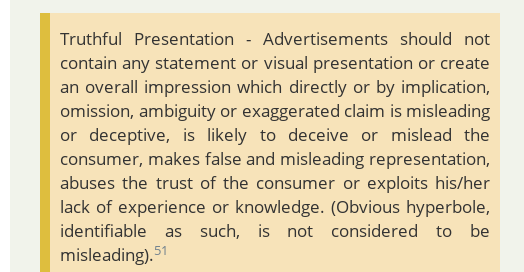 Truthful Presentation - Advertisements should not
contain any statement or visual presentation or create
an overall impression which directly or by implication,
omission, ambiguity or exaggerated claim is misleading
or deceptive, is likely to deceive or mislead the
consumer, makes false and misleading representation,
abuses the trust of the consumer or exploits his/her
lack of experience or knowledge. (Obvious hyperbole,
identifiable as such, is not considered to be
misleading).51